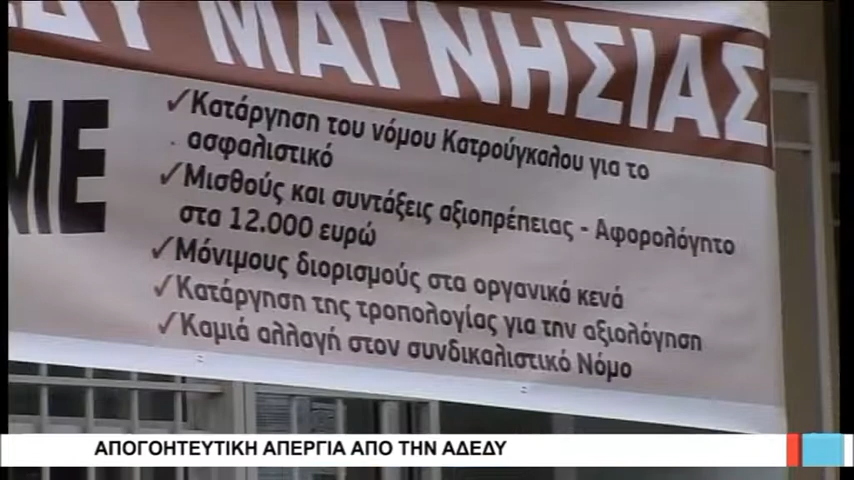 ΔΥ ΜΑΓΝΗΣΙΑΣ
ΜΕ
✓Κατάργηση του νόμου Κατρούγκαλου για το
ασφαλιστικό
✓Μισθούς και συντάξεις αξιοπρέπειας - Αφορολόγητο
στα 12.000 ευρώ
✓Μόνιμους διορισμούς στα οργανικά κενά
✓Κατάργηση της τροπολογίας για την αξιολόγηση
✓Καμιά αλλαγή στον συνδικαλιστικό Νόμο
ΑΠΟΓΟΗΤΕΥΤΙΚΗ ΑΠΕΡΓΙΑ ΑΠΟ ΤΗΝ ΑΔΕΔΥ